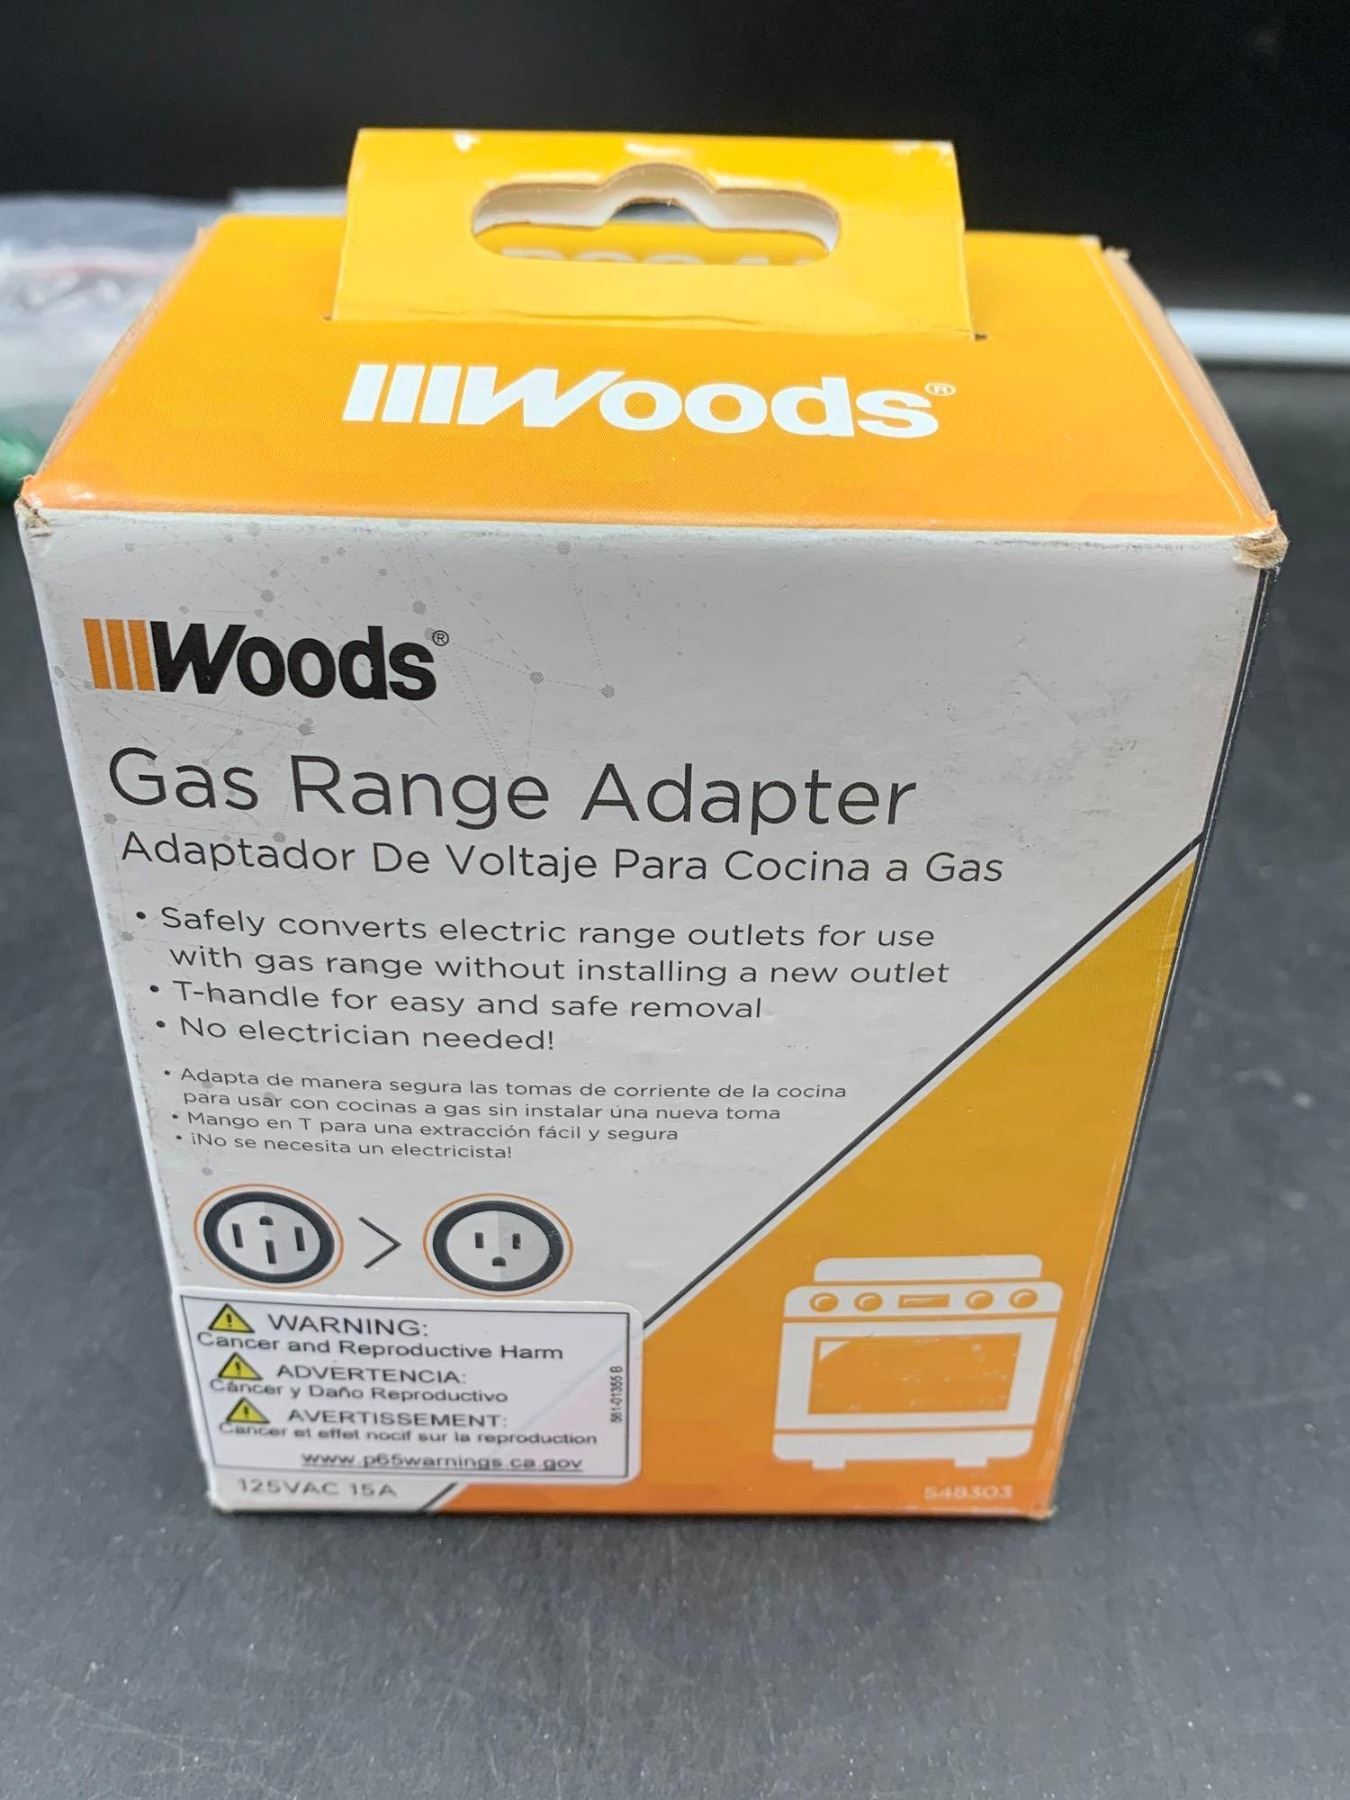 Woods®
Woods®
Gas Range Adapter
Adaptador De Voltaje Para Cocina a Gas
• Safely converts electric range outlets for use
with gas range without installing a new outlet
• T-handle for easy and safe removal
• No electrician needed!
• Adapta de manera segura las tomas de corriente de la cocina
para usar con cocinas a gas sin instalar una nueva toma
• Mango en T para una extracción fácil y segura
• ¡No se necesita un electricista!
WARNING:
Cancer and Reproductive Harm
ADVERTENCIA:
Cáncer y Daño Reproductivo
AVERTISSEMENT:
Cancer et effet nocif sur la reproduction
www.p65warnings.ca.gov
561-01355 B
125VAC 15A
548303